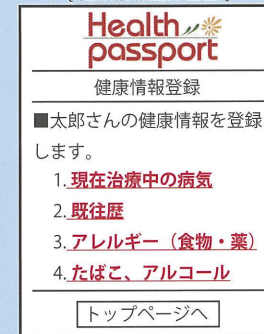 Health
passport
健康情報登録
■太郎さんの健康情報を登録
します。
1. 現在治療中の病気
2. 既往歴
3. アレルギー（食物・薬）
4. たばこ、アルコール
トップページへ